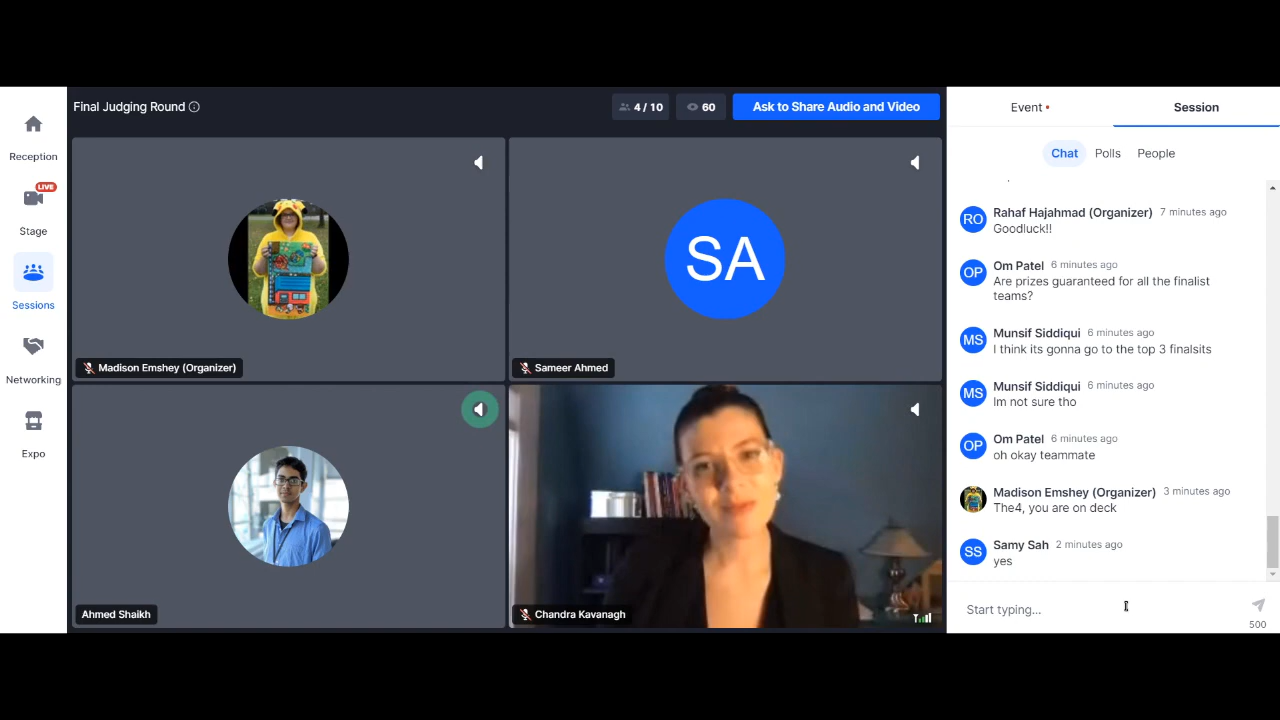 Reception
LIVE
Stage
Sessions
Networking
Expo
Final Judging Round
4 / 10
60
Ask to Share Audio and Video
Madison Emshey (Organizer)
SA
Sameer Ahmed
Ahmed Shaikh
Chandra Kavanagh
Event
Session
Chat
Polls
People
RO
Rahaf Hajahmad (Organizer) 7 minutes ago
Goodluck!!
OP
Om Patel 6 minutes ago
Are prizes guaranteed for all the finalist
teams?
MS
Munsif Siddiqui 6 minutes ago
I think its gonna go to the top 3 finalsits
MS
Munsif Siddiqui 6 minutes ago
Im not sure tho
OP
Om Patel 6 minutes ago
oh okay teammate
Madison Emshey (Organizer) 3 minutes ago
The4, you are on deck
SS
Samy Sah 2 minutes ago
yes
Start typing...
500